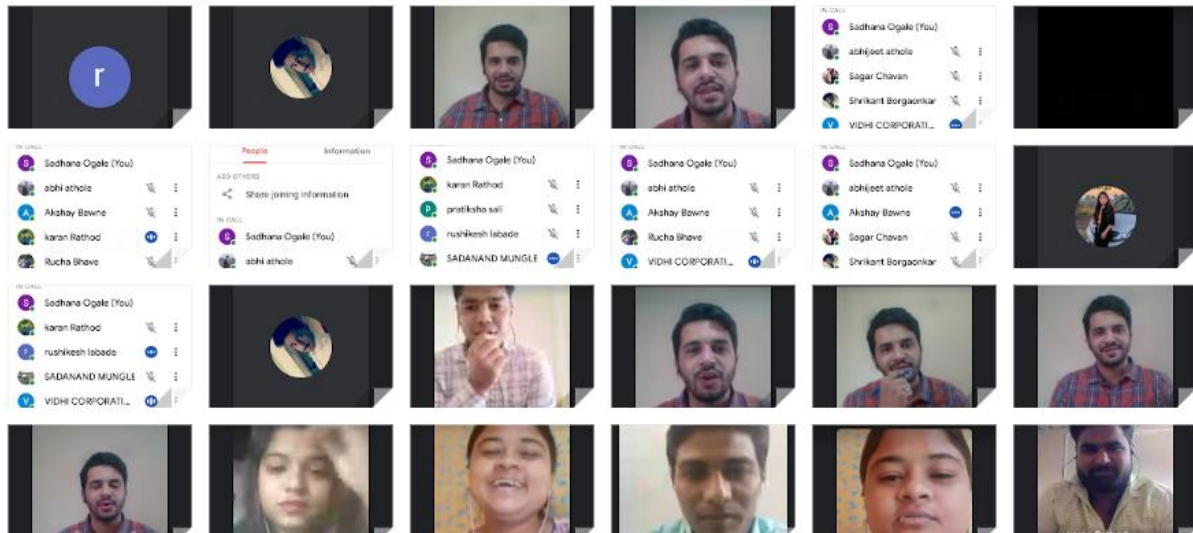 r
IN CALL
S Sadhana Ogale (You)
abhijeet athole
Sagar Chavan
Shrikant Borgaonkar
V VIDHI CORPORATI...
IN CALL
S Sadhana Ogale (You)
abhi athole
A Akshay Bawne
karan Rathod
Rucha Bhave
People Information
ADD OTHERS
Share joining information
IN CALL
S Sadhana Ogale (You)
abhi athole
S Sadhana Ogale (You)
karan Rathod
P pratiksha sali
r rushikesh labade
SADANAND MUNGLE
S Sadhana Ogale (You)
abhi athole
A Akshay Bawne
Rucha Bhave
V VIDHI CORPORATI...
S Sadhana Ogale (You)
abhijeet athole
A Akshay Bawne
Sagar Chavan
Shrikant Borgaonkar
IN CALL
S Sadhana Ogale (You)
karan Rathod
r rushikesh labade
SADANAND MUNGLE
V VIDHI CORPORATI...